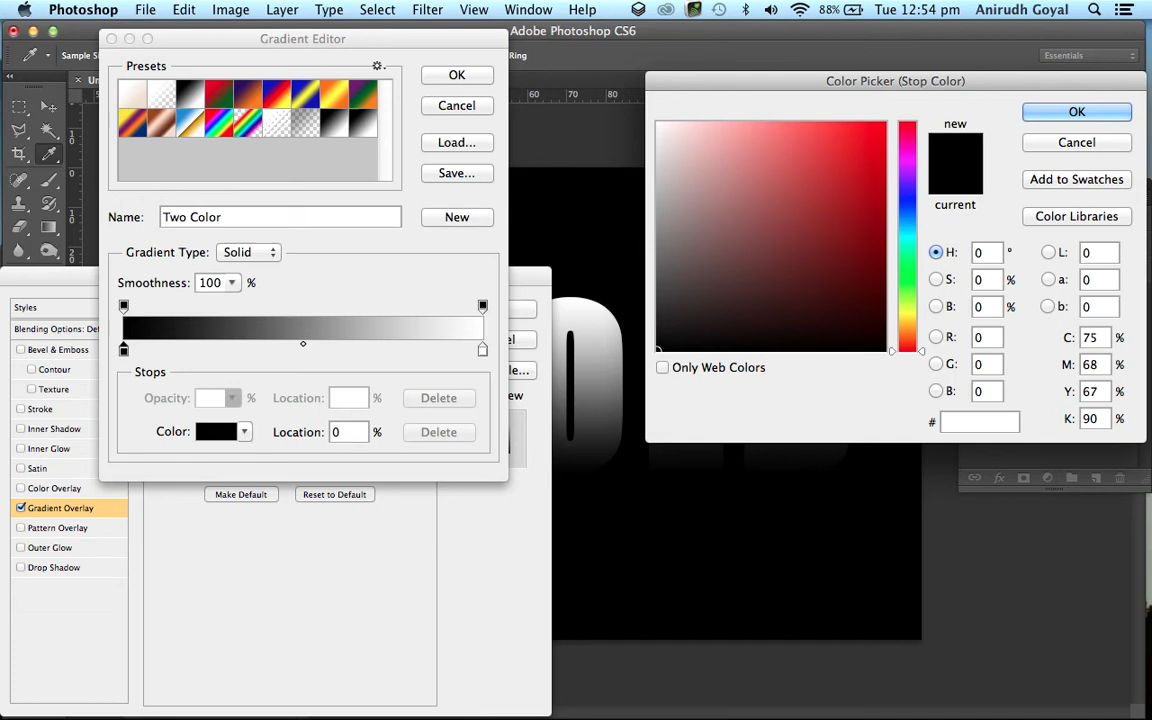 Photoshop File Edit Image Layer Type Select Filter View Window Help 88% Tue 12:54 pm Anirudh Goyal
Adobe Photoshop CS6
Sample S
Ring
Essentials
Un
60 70 80
Gradient Editor
Presets
OK
Cancel
Load...
Save...
Name: Two Color
New
Gradient Type: Solid
Smoothness: 100 %
Stops
Opacity: % Location: Delete
Color: Location: 0 % Delete
Color Picker (Stop Color)
new
current
OK
Cancel
Add to Swatches
Color Libraries
H: 0 ° L: 0
S: 0 % a: 0
B: 0 % b: 0
R: 0 C: 75 %
G: 0 M: 68 %
B: 0 Y: 67 %
# K: 90 %
Only Web Colors
Styles
Blending Options: Def
Bevel & Emboss
Contour
Texture
Stroke
Inner Shadow
Inner Glow
Satin
Color Overlay
Gradient Overlay
Pattern Overlay
Outer Glow
Drop Shadow
Make Default Reset to Default